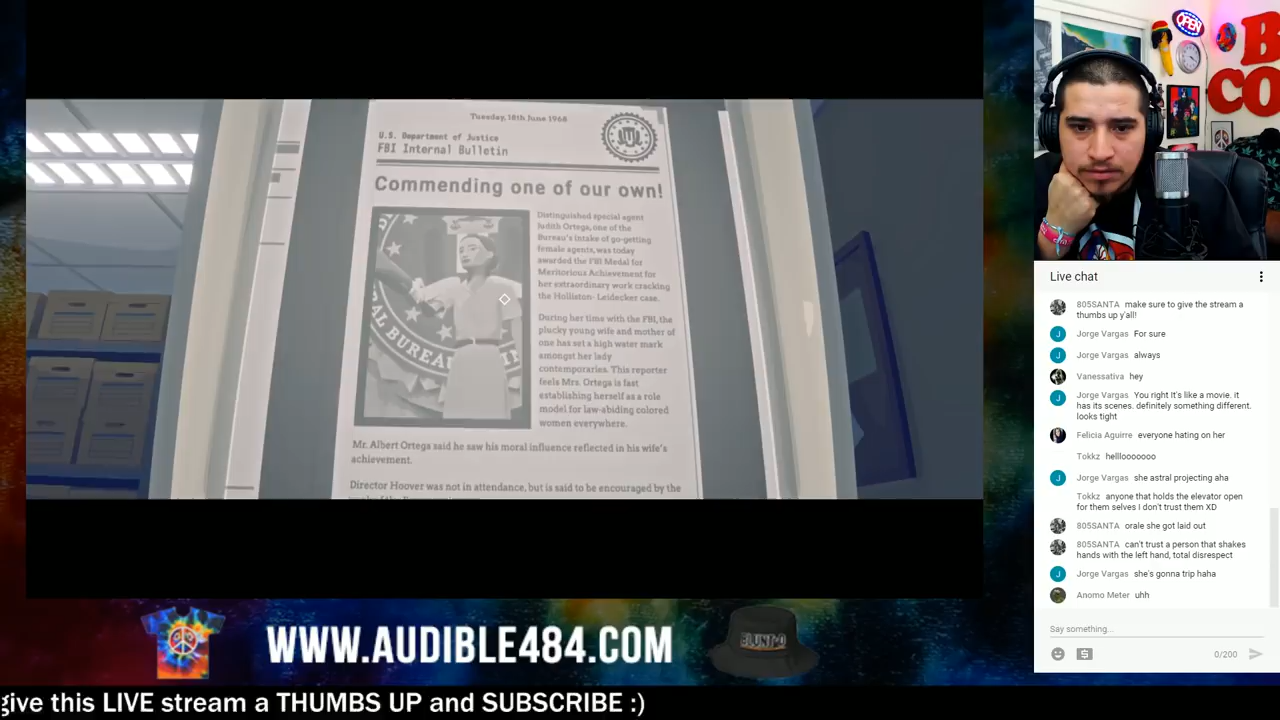 Tuesday, 18th June 1968
U.S. Department of Justice
FBI Internal Bulletin
Commending one of our own!
Distinguished special agent
Judith Ortega, one of the
Bureau's intake of go-getting
female agents, was today
awarded the FBI Medal for
Meritorious Achievement for
her extraordinary work cracking
the Holliston- Leidecker case.
During her time with the FBI, the
plucky young wife and mother of
one has set a high water mark
amongst her lady
contemporaries. This reporter
feels Mrs. Ortega is fast
establishing herself as a role
model for law-abiding colored
women everywhere.
Mr. Albert Ortega said he saw his moral influence reflected in his wife's
achievement.
Director Hoover was not in attendance, but is said to be encouraged by the
AL BUREAU
OPEN
B
CO
Live chat
805SANTA make sure to give the stream a
thumbs up y'all!
J Jorge Vargas For sure
J Jorge Vargas always
Vanessativa hey
J Jorge Vargas You right It's like a movie. it
has its scenes. definitely something different.
looks tight
Felicia Aguirre everyone hating on her
Tokkz hellloooooooo
J Jorge Vargas she astral projecting aha
Tokkz anyone that holds the elevator open
for them selves I don't trust them XD
805SANTA orale she got laid out
805SANTA can't trust a person that shakes
hands with the left hand, total disrespect
J Jorge Vargas she's gonna trip haha
Anomo Meter uhh
Say something...
0/200
WWW.AUDIBLE484.COM
give this LIVE stream a THUMBS UP and SUBSCRIBE :)